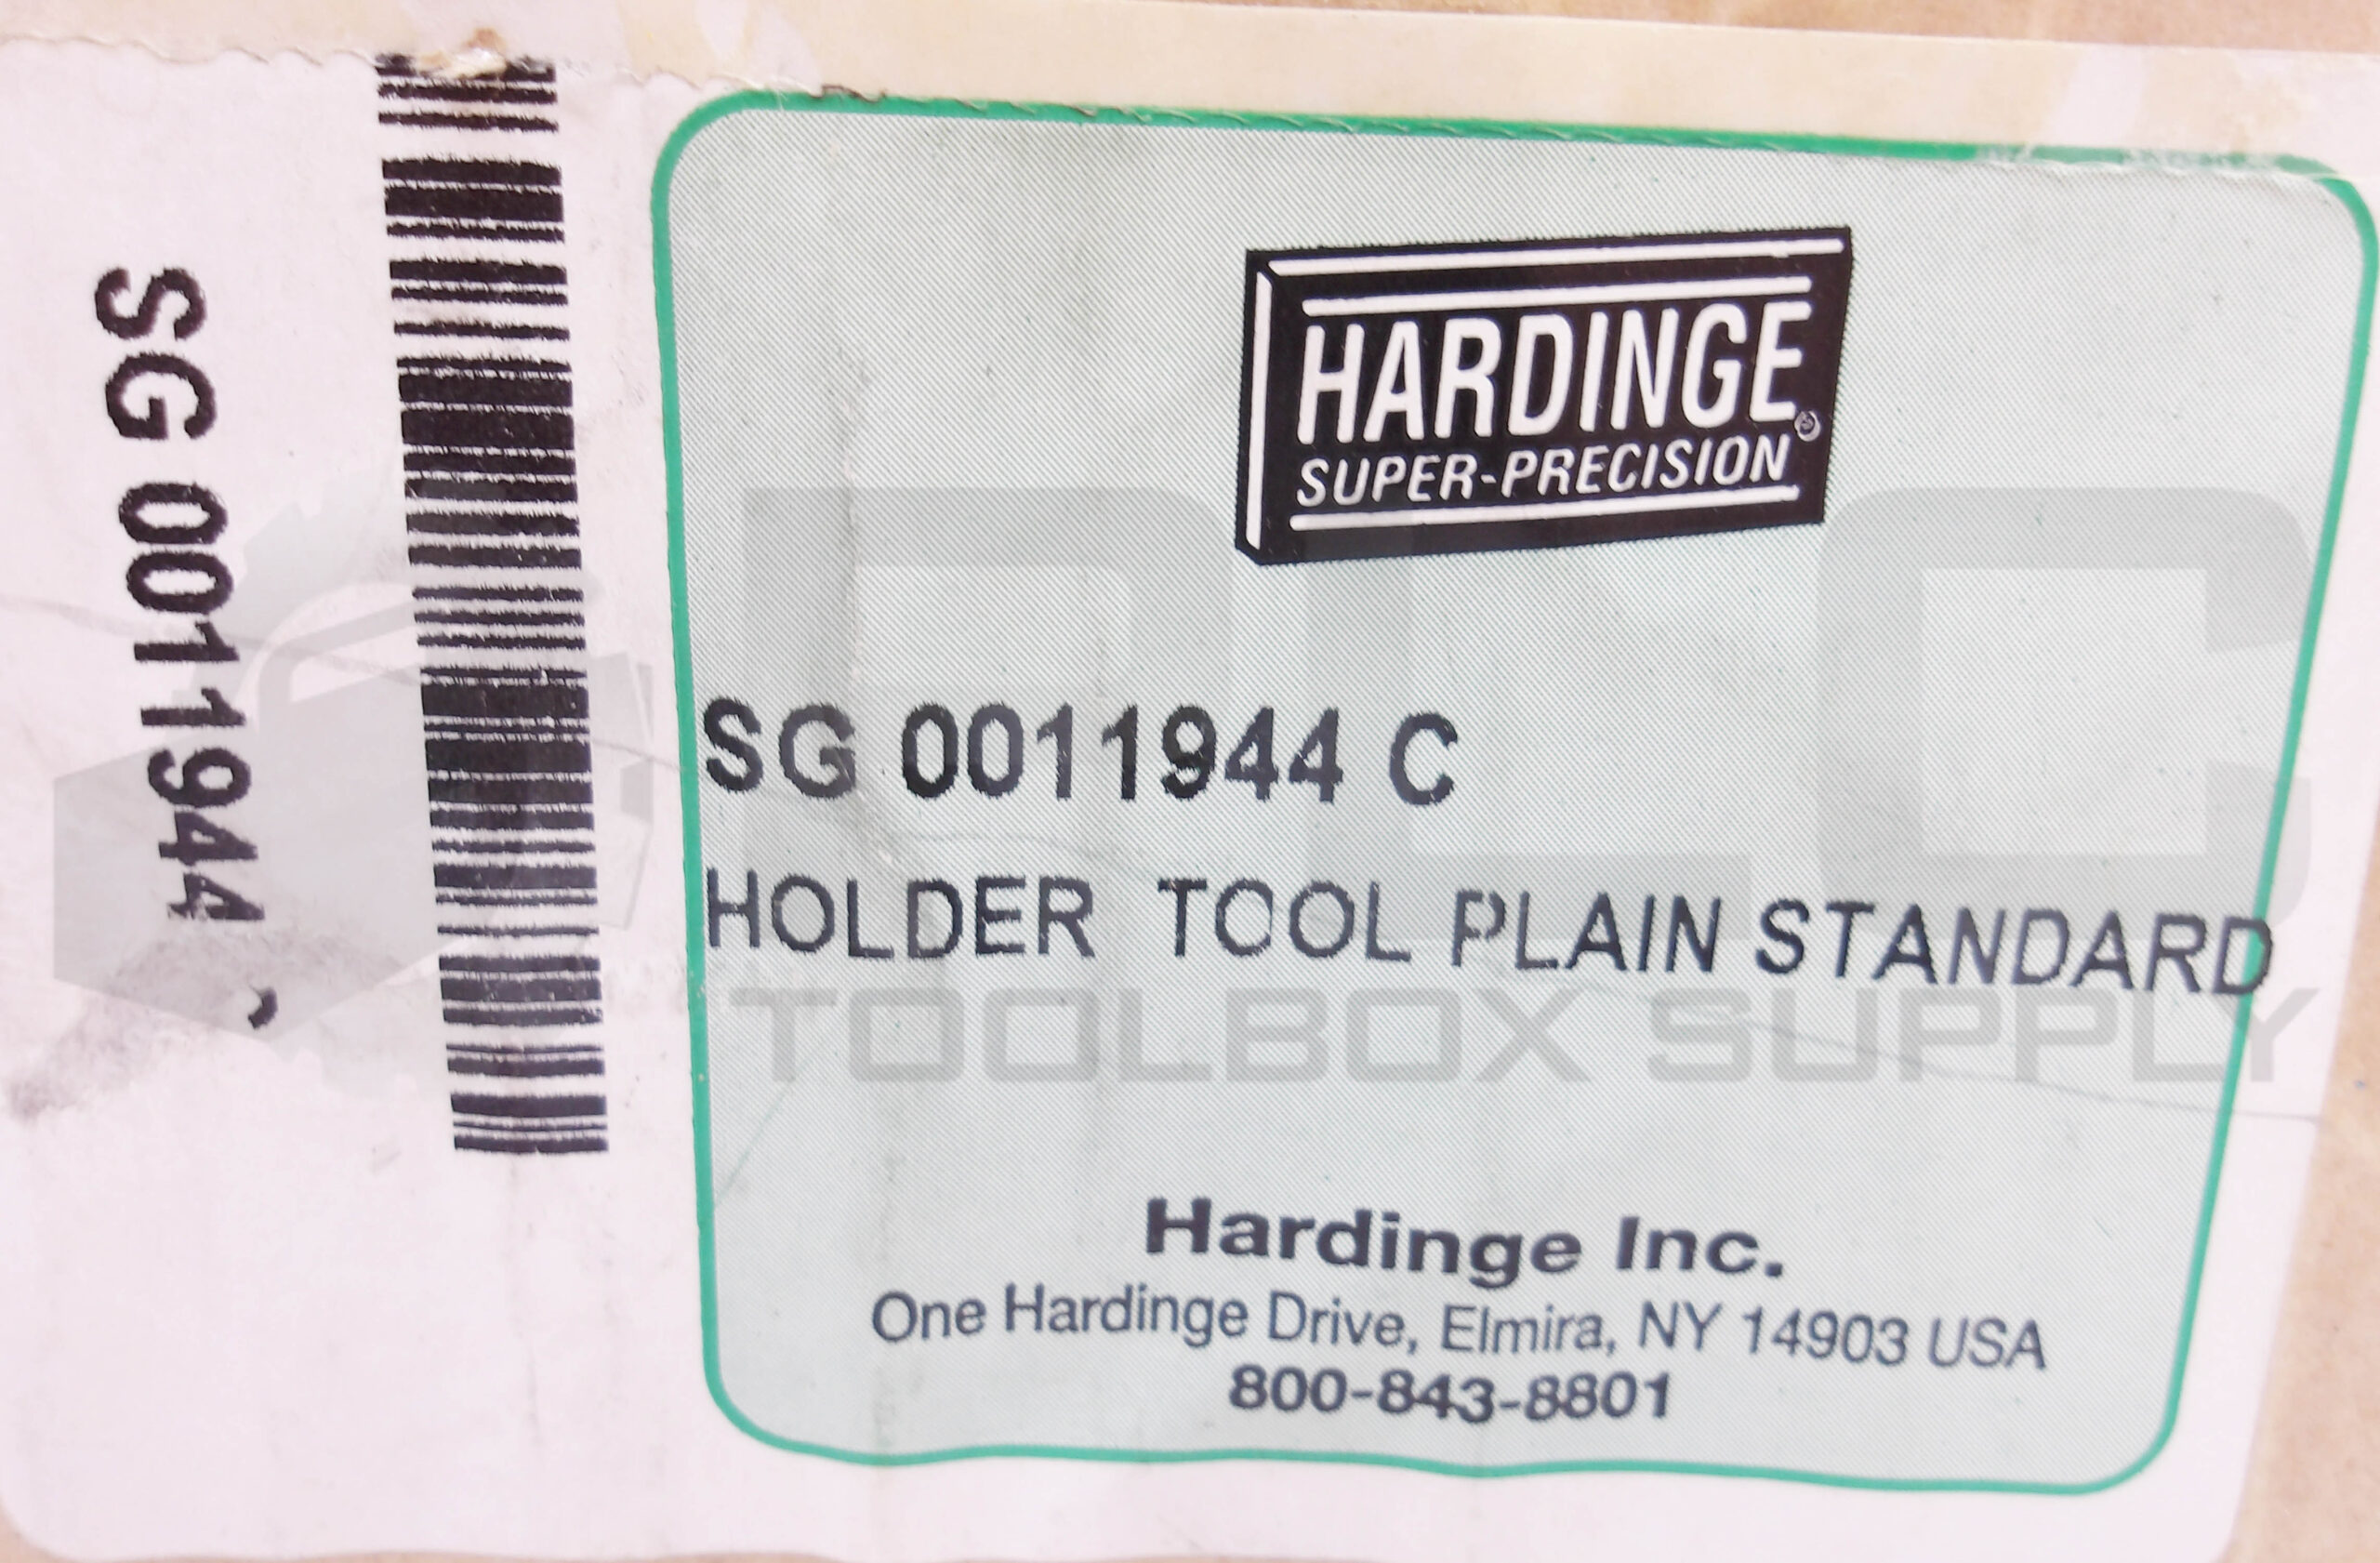 SG 0011944
HARDINGE®
SUPER-PRECISION
SG 0011944 C
HOLDER TOOL PLAIN STANDARD
PLC
TOOLBOX SUPPLY
Hardinge Inc.
One Hardinge Drive, Elmira, NY 14903 USA
800-843-8801